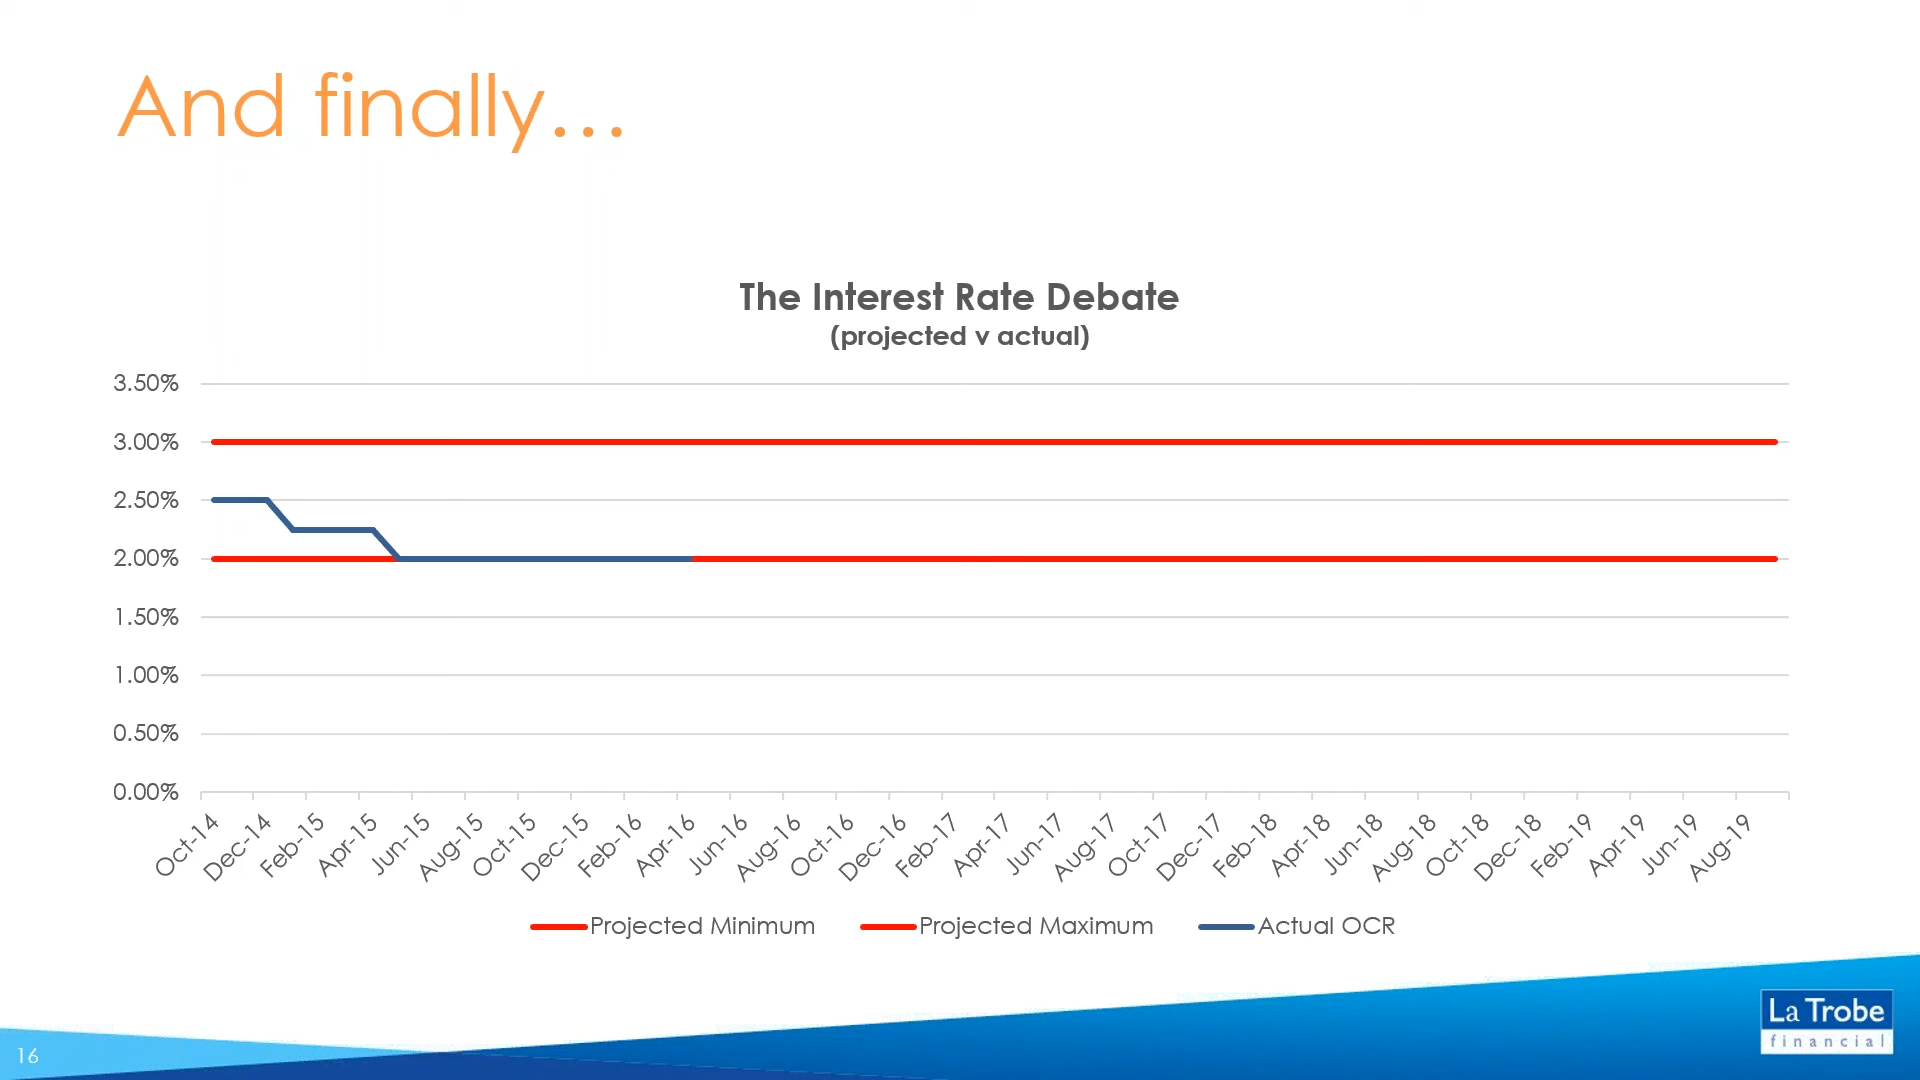 And finally...
The Interest Rate Debate
(projected v actual)
3.50%
3.00%
2.50%
2.00%
1.50%
1.00%
0.50%
0.00%
Oct-14
Dec-14
Feb-15
Apr-15
Jun-15
Aug-15
Oct-15
Dec-15
Feb-16
Apr-16
Jun-16
Aug-16
Oct-16
Dec-16
Feb-17
Apr-17
Jun-17
Aug-17
Oct-17
Dec-17
Feb-18
Apr-18
Jun-18
Aug-18
Oct-18
Dec-18
Feb-19
Apr-19
Jun-19
Aug-19
Projected Minimum Projected Maximum Actual OCR
La Trobe
financial
16